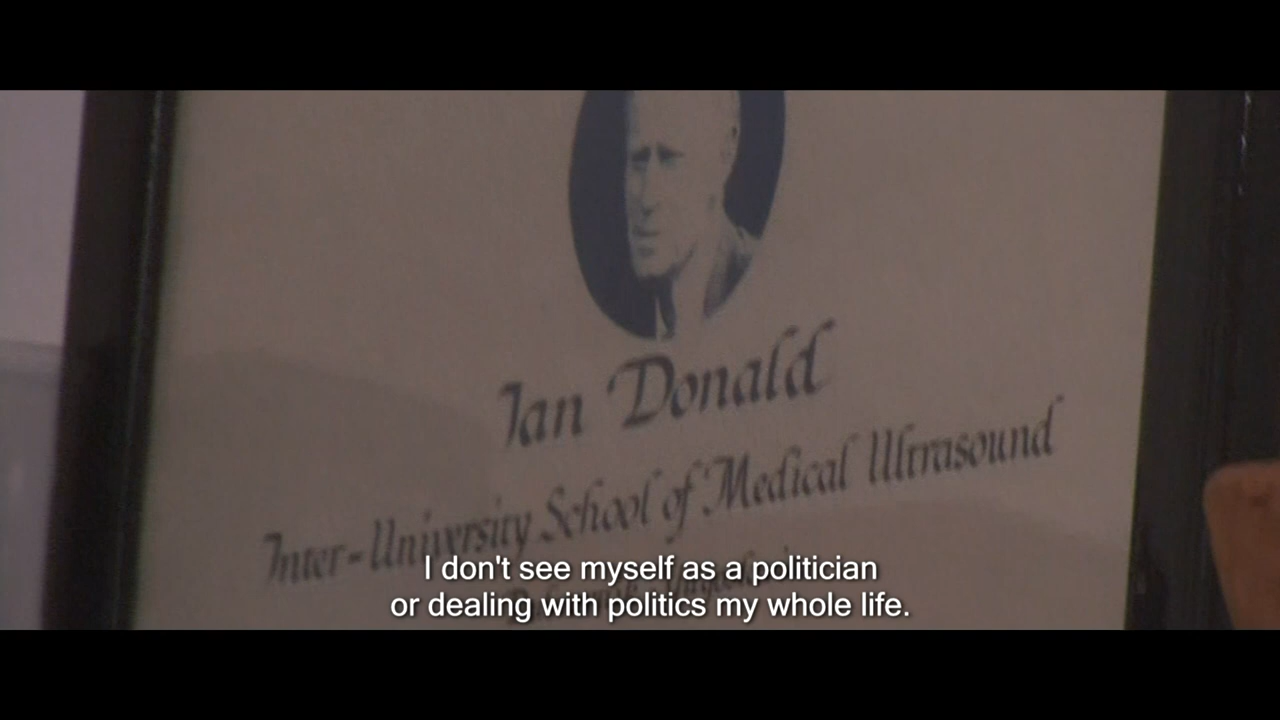 Ian Donald
Inter-University School of Medical Ultrasound
I don't see myself as a politician
or dealing with politics my whole life.